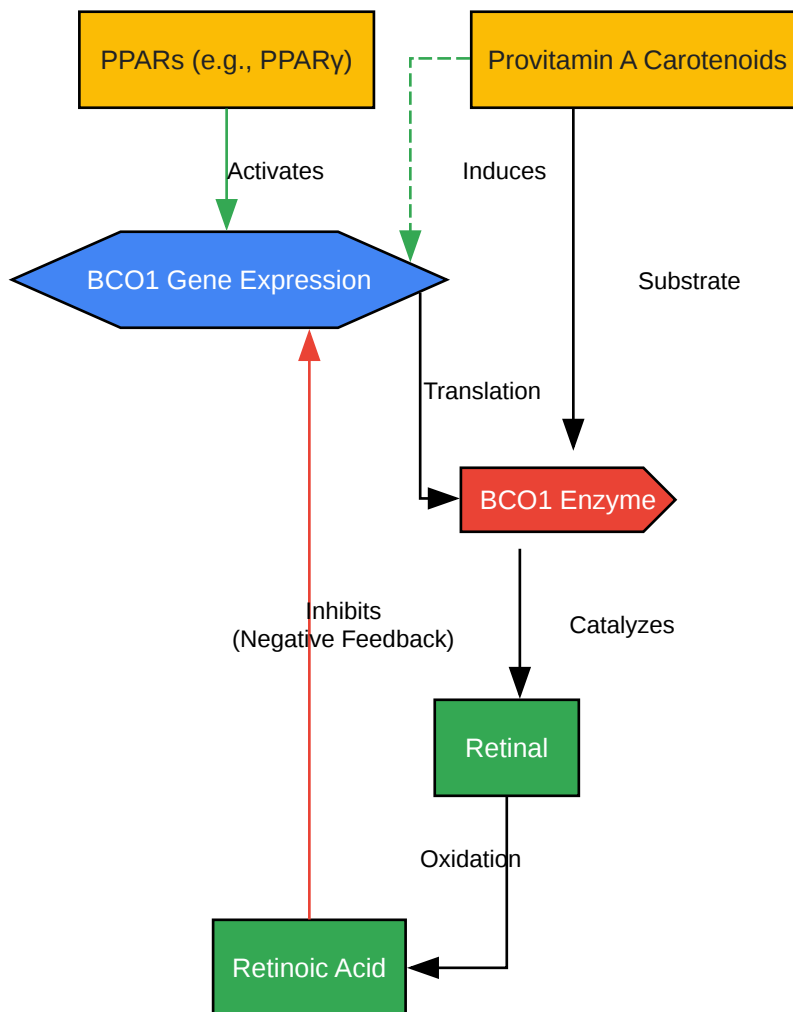 PPARs (e.g., PPARγ)
Provitamin A Carotenoids
Activates
Induces
BCO1 Gene Expression
Substrate
Translation
BCO1 Enzyme
Inhibits
(Negative Feedback)
Catalyzes
Retinal
Oxidation
Retinoic Acid